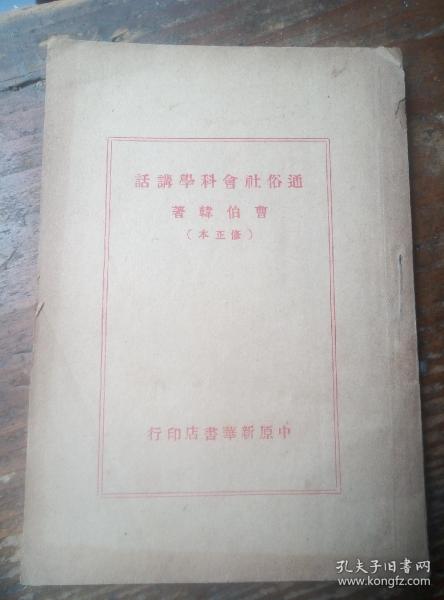 通俗社會科學講話
曹伯韓著
（修正本）
中原新華書店印行
孔夫子旧书网
www.kongfz.com